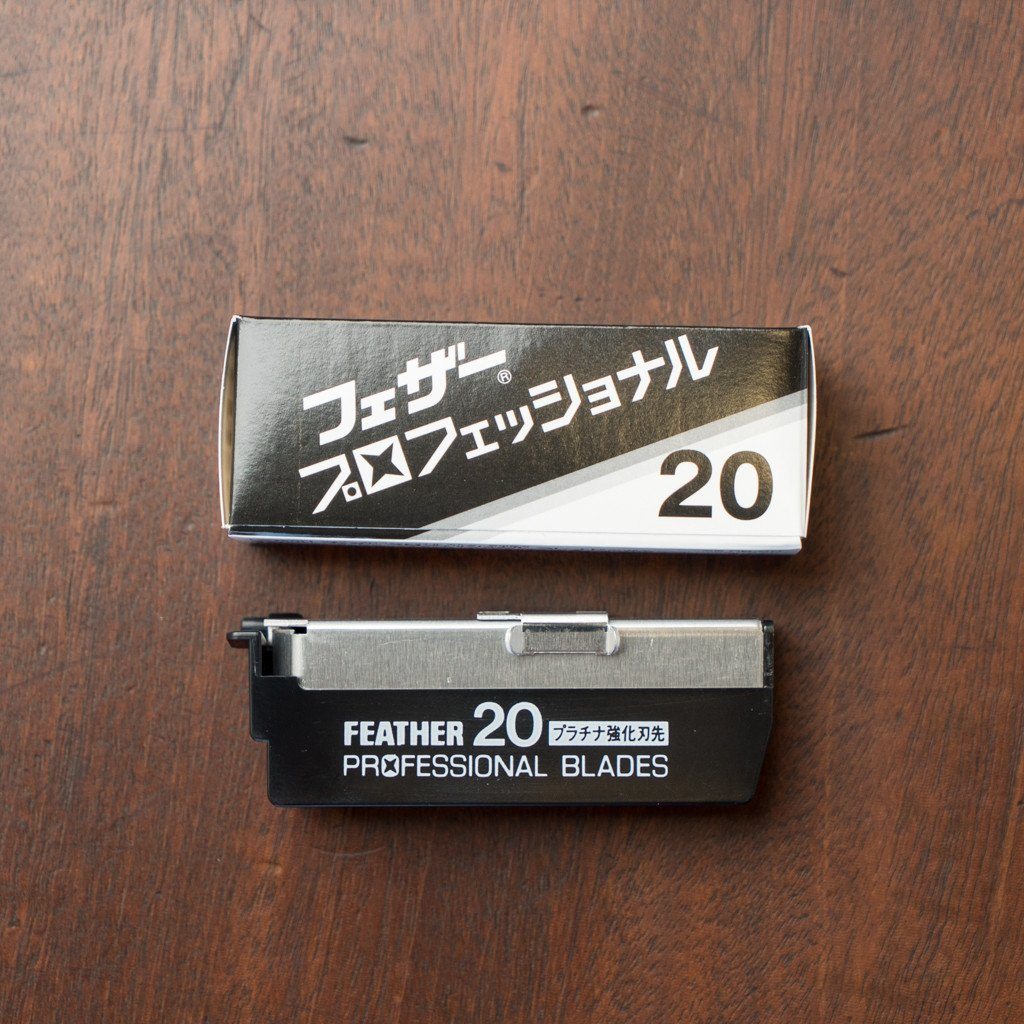 フェザー®
プロフェッショナル
20
FEATHER 20 プラチナ強化刃先
PROFESSIONAL BLADES